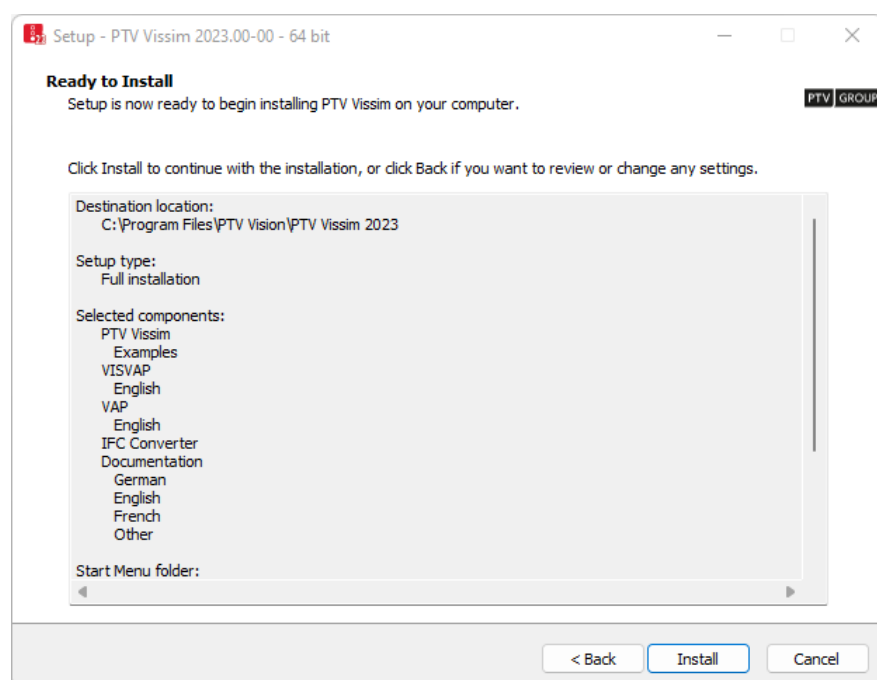 Setup - PTV Vissim 2023.00-00 - 64 bit
Ready to Install
Setup is now ready to begin installing PTV Vissim on your computer.
PTV GROUP
Click Install to continue with the installation, or click Back if you want to review or change any settings.
Destination location:
C:\Program Files\PTV Vision\PTV Vissim 2023
Setup type:
Full installation
Selected components:
PTV Vissim
Examples
VISVAP
English
VAP
English
IFC Converter
Documentation
German
English
French
Other
Start Menu folder:
< Back
Install
Cancel